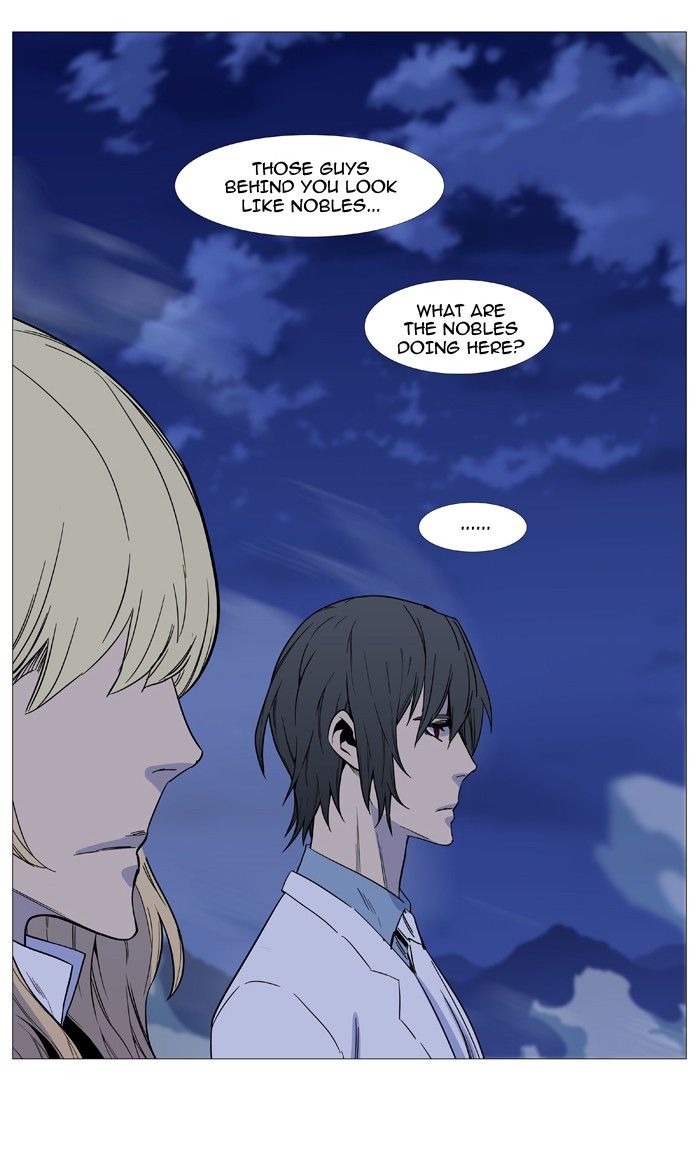 THOSE GUYS
BEHIND YOU LOOK
LIKE NOBLES...
WHAT ARE
THE NOBLES
DOING HERE?
......